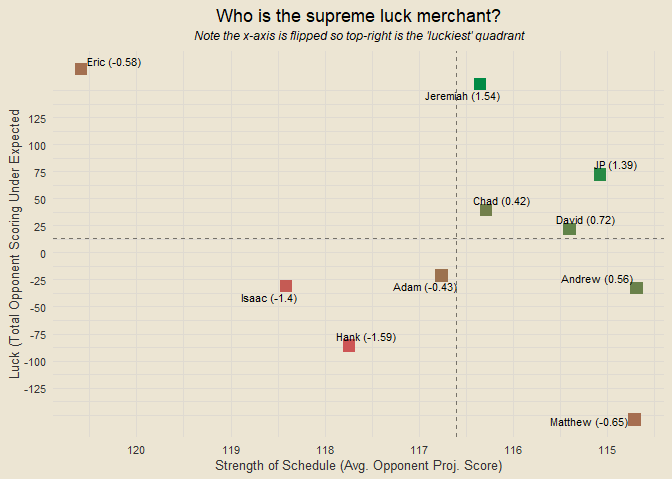 Who is the supreme luck merchant?
Note the x-axis is flipped so top-right is the 'luckiest' quadrant
Eric (-0.58)
Jeremiah (1.54)
JP (1.39)
Chad (0.42)
David (0.72)
Adam (-0.43)
Andrew (0.56)
Isaac (-1.4)
Hank (-1.59)
Matthew (-0.65)
Luck (Total Opponent Scoring Under Expected
125
100
75
50
25
0
-25
-50
-75
-100
-125
120
119
118
117
116
115
Strength of Schedule (Avg. Opponent Proj. Score)